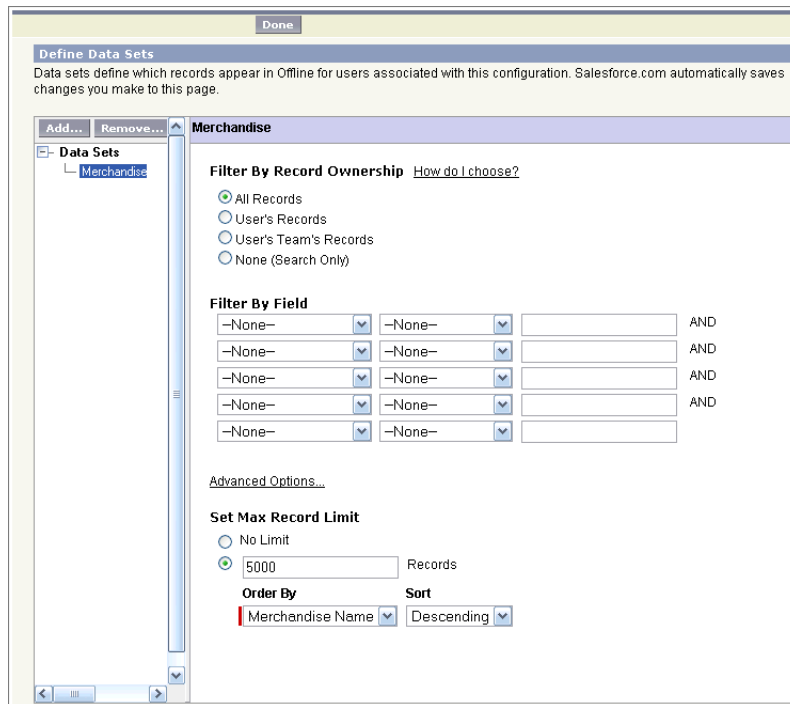 Done
Define Data Sets
Data sets define which records appear in Offline for users associated with this configuration. Salesforce.com automatically saves
changes you make to this page.
Add... Remove...
Data Sets
Merchandise
Merchandise
Filter By Record Ownership How do I choose?
All Records
User's Records
User's Team's Records
None (Search Only)
Filter By Field
--None-- --None-- AND
--None-- --None-- AND
--None-- --None-- AND
--None-- --None-- AND
--None-- --None--
Advanced Options...
Set Max Record Limit
No Limit
5000 Records
Order By Sort
Merchandise Name Descending